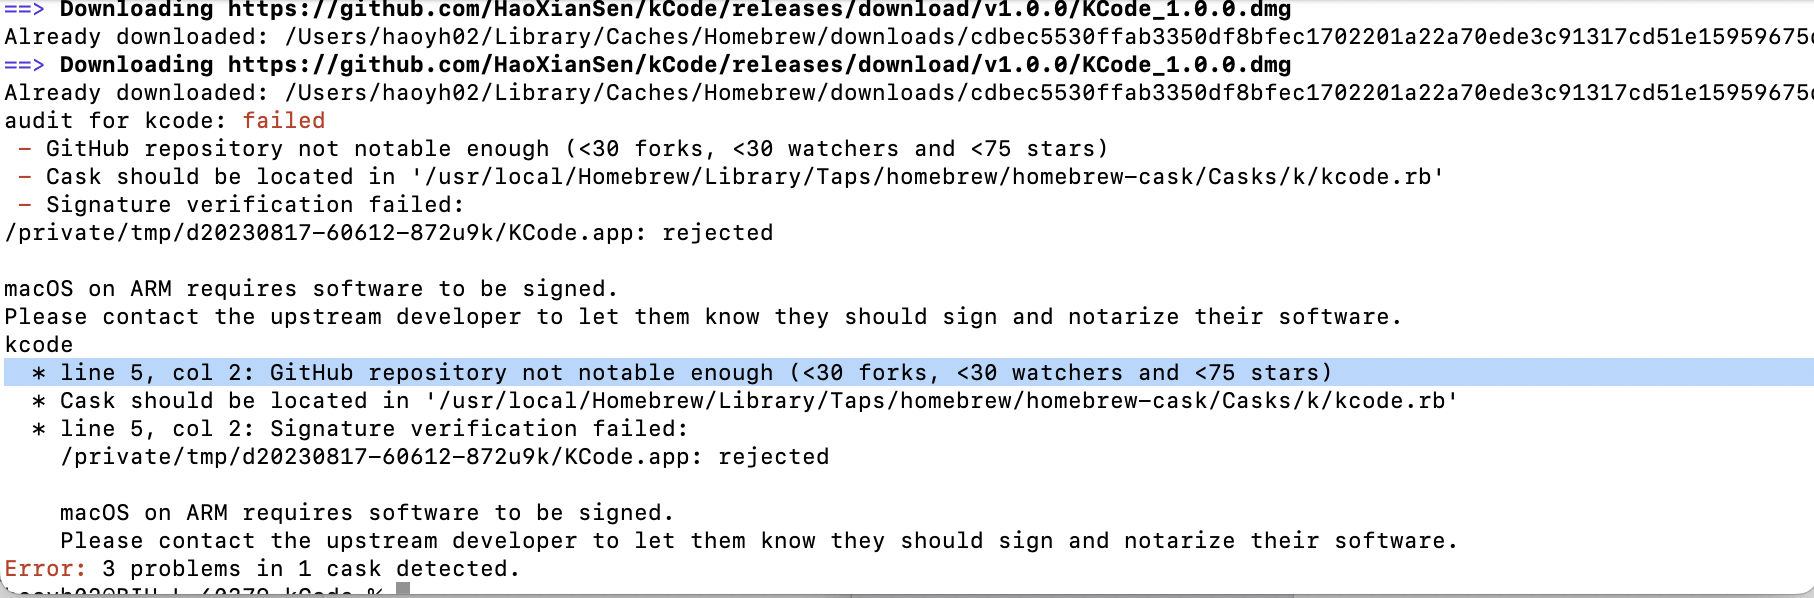 ==> Downloading https://github.com/HaoXianSen/kCode/releases/download/v1.0.0/KCode_1.0.0.dmg
Already downloaded: /Users/haoyh02/Library/Caches/Homebrew/downloads/cdbec5530ffab3350df8bfec1702201a22a70ede3c91317cd51e15959675
==> Downloading https://github.com/HaoXianSen/kCode/releases/download/v1.0.0/KCode_1.0.0.dmg
Already downloaded: /Users/haoyh02/Library/Caches/Homebrew/downloads/cdbec5530ffab3350df8bfec1702201a22a70ede3c91317cd51e15959675
audit for kcode: failed
 - GitHub repository not notable enough (<30 forks, <30 watchers and <75 stars)
 - Cask should be located in '/usr/local/Homebrew/Library/Taps/homebrew/homebrew-cask/Casks/k/kcode.rb'
 - Signature verification failed:
/private/tmp/d20230817-60612-872u9k/KCode.app: rejected
macOS on ARM requires software to be signed.
Please contact the upstream developer to let them know they should sign and notarize their software.
kcode
  * line 5, col 2: GitHub repository not notable enough (<30 forks, <30 watchers and <75 stars)
  * Cask should be located in '/usr/local/Homebrew/Library/Taps/homebrew/homebrew-cask/Casks/k/kcode.rb'
  * line 5, col 2: Signature verification failed:
    /private/tmp/d20230817-60612-872u9k/KCode.app: rejected
    macOS on ARM requires software to be signed.
    Please contact the upstream developer to let them know they should sign and notarize their software.
Error: 3 problems in 1 cask detected.
kCode %